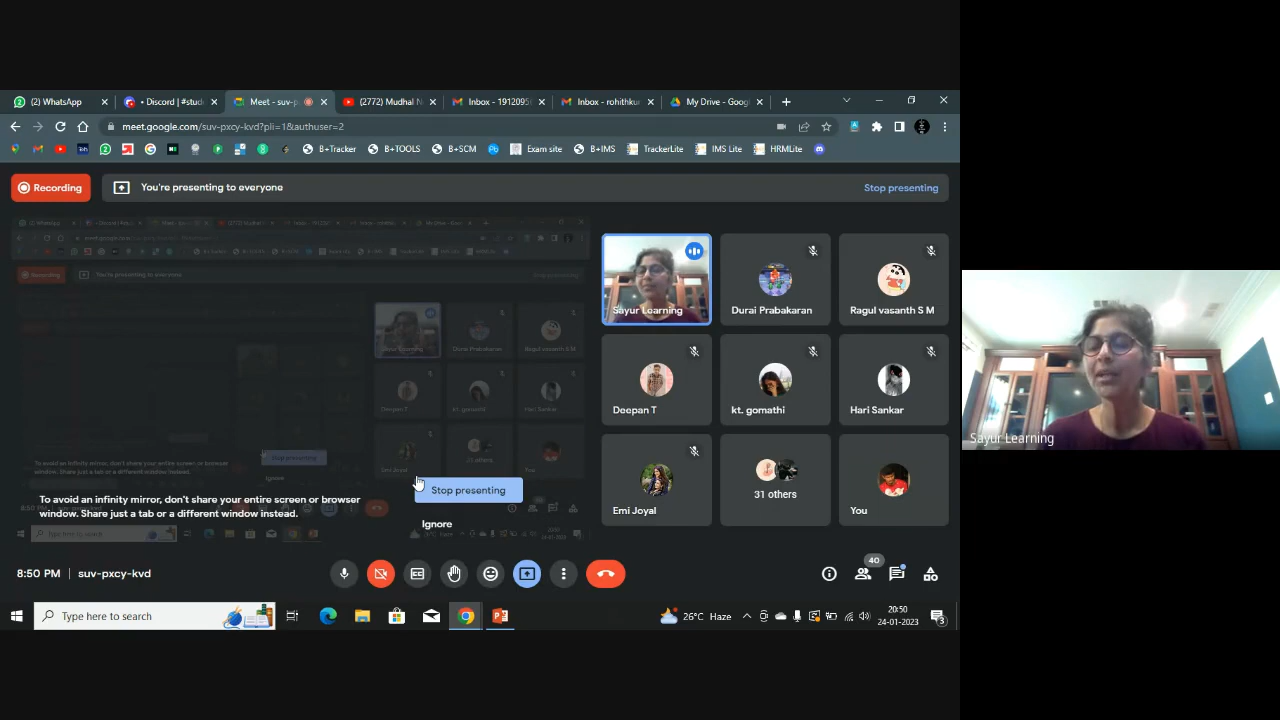 (2) WhatsApp
• Discord | #stud
Meet - suv-p
(2772) Mudhal N
Inbox - 1912095
Inbox - rohithku
My Drive - Goog
meet.google.com/suv-pxcy-kvd?pli=1&authuser=2
B+Tracker
B+TOOLS
B+SCM
Exam site
B+IMS
TrackerLite
IMS Lite
HRMLite
Recording
You're presenting to everyone
Stop presenting
Sayur Learning
Durai Prabakaran
Ragul vasanth S M
Deepan T
kt. gomathi
Hari Sankar
Emi Joyal
31 others
You
To avoid an infinity mirror, don't share your entire screen or browser
window. Share just a tab or a different window instead.
Stop presenting
Ignore
8:50 PM | suv-pxcy-kvd
40
Type here to search
26°C Haze
20:50
24-01-2023
3
Sayur Learning